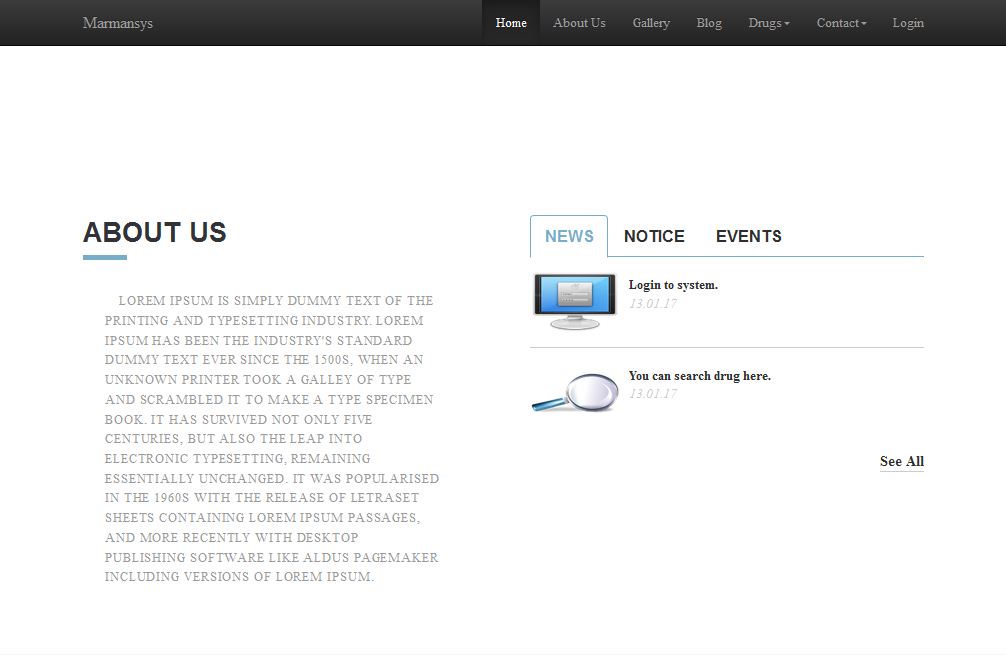 Marmansys
Home About Us Gallery Blog Drugs Contact Login
ABOUT US
LOREM IPSUM IS SIMPLY DUMMY TEXT OF THE
PRINTING AND TYPESETTING INDUSTRY. LOREM
IPSUM HAS BEEN THE INDUSTRY'S STANDARD
DUMMY TEXT EVER SINCE THE 1500S, WHEN AN
UNKNOWN PRINTER TOOK A GALLEY OF TYPE
AND SCRAMBLED IT TO MAKE A TYPE SPECIMEN
BOOK. IT HAS SURVIVED NOT ONLY FIVE
CENTURIES, BUT ALSO THE LEAP INTO
ELECTRONIC TYPESETTING, REMAINING
ESSENTIALLY UNCHANGED. IT WAS POPULARISED
IN THE 1960S WITH THE RELEASE OF LETRASET
SHEETS CONTAINING LOREM IPSUM PASSAGES,
AND MORE RECENTLY WITH DESKTOP
PUBLISHING SOFTWARE LIKE ALDUS PAGEMAKER
INCLUDING VERSIONS OF LOREM IPSUM.
NEWS NOTICE EVENTS
Login to system.
13.01.17
You can search drug here.
13.01.17
See All